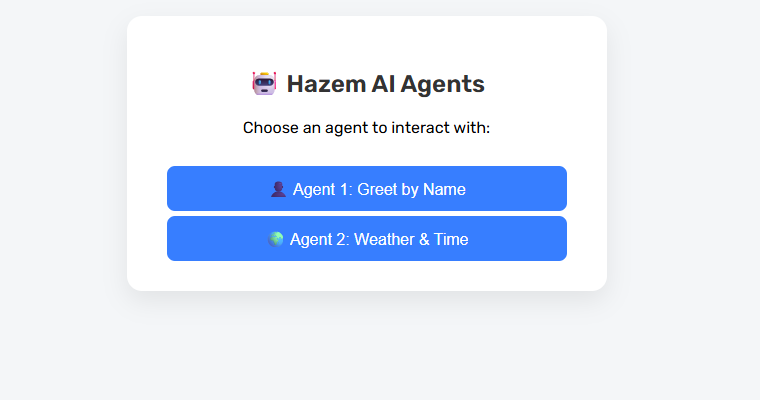 Hazem AI Agents
Choose an agent to interact with:
Agent 1: Greet by Name
Agent 2: Weather & Time